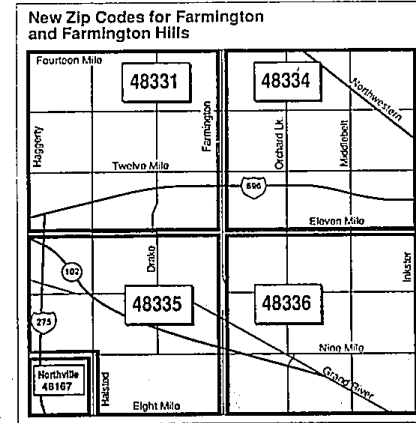 New Zip Codes for Farmington
and Farmington Hills
Fourteen Mile
48331
48334
Northwestern
Haggerty
Farmington
Orchard Lk.
Middlebelt
Twelve Mile
696
Eleven Mile
Drake
Inkster
102
48335
48336
275
Nine Mile
Northville
48167
Halsted
Grand River
Eight Mile